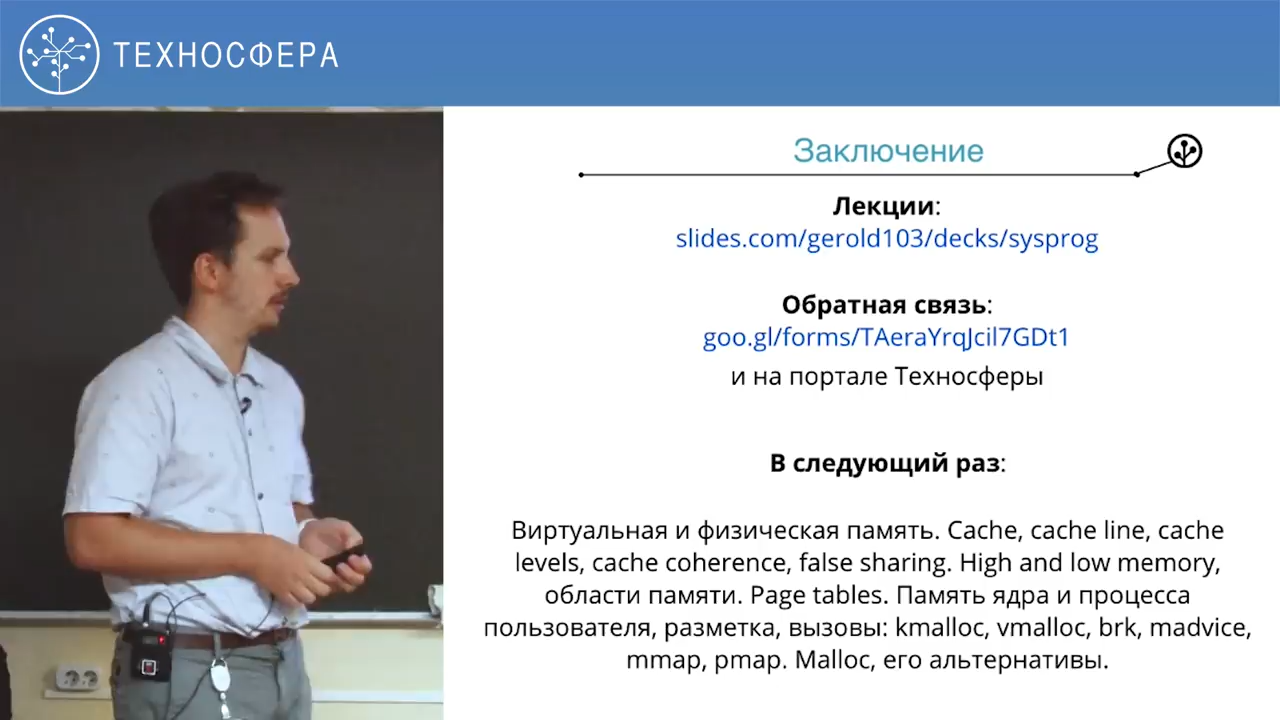 ТЕХНОСФЕРА
Заключение
Лекции:
slides.com/gerold103/decks/sysprog
Обратная связь:
goo.gl/forms/TAeraYrqJcil7GDt1
и на портале Техносферы
В следующий раз:
Виртуальная и физическая память. Cache, cache line, cache
levels, cache coherence, false sharing. High and low memory,
области памяти. Page tables. Память ядра и процесса
пользователя, разметка, вызовы: kmalloc, vmalloc, brk, madvice,
mmap, pmap. Malloc, его альтернативы.